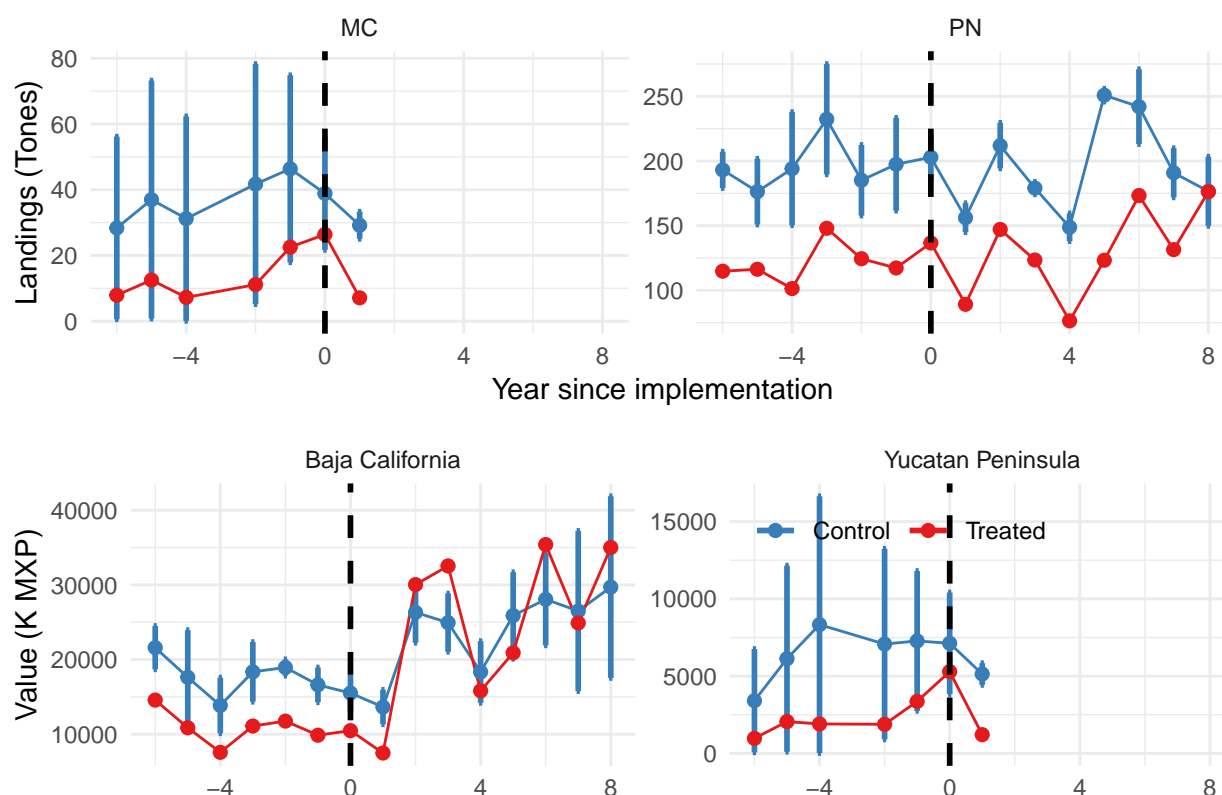 MC
PN
Landings (Tones)
80
60
40
20
0
250
200
150
100
−4 0 4 8
−4 0 4 8
Year since implementation
Baja California
Yucatan Peninsula
Value (K MXP)
40000
30000
20000
10000
15000
10000
5000
0
Control Treated
−4 0 4 8
−4 0 4 8